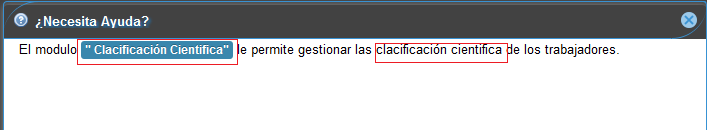 ¿Necesita Ayuda?
El modulo " Clacificación Cientifica" le permite gestionar las clacificación cientifica de los trabajadores.